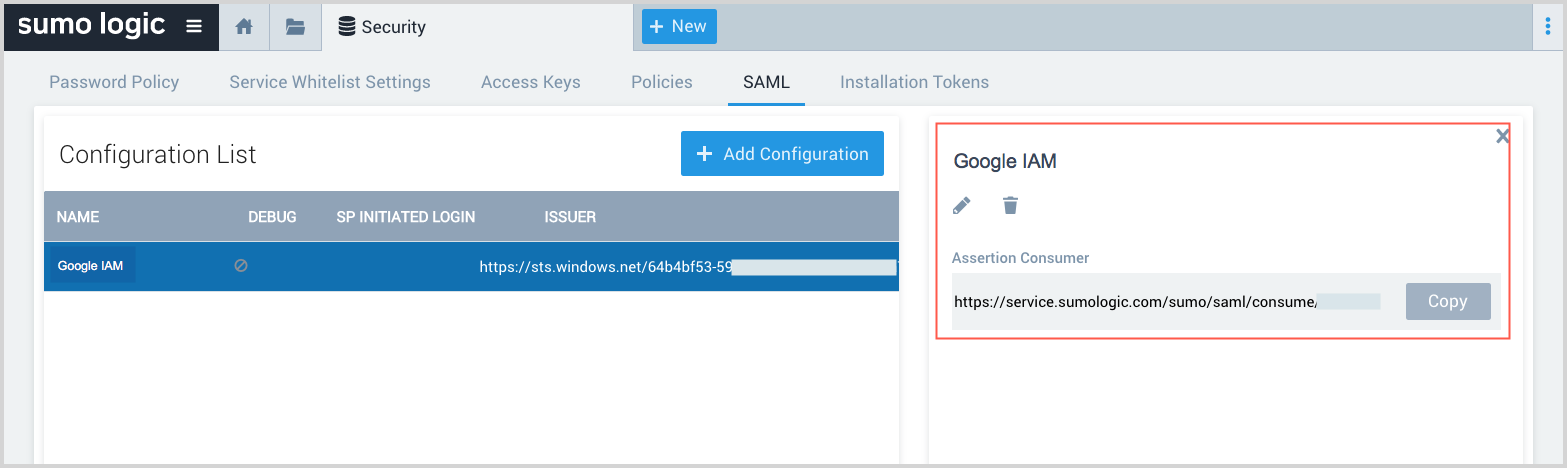 sumo logic
Security
+ New
Password Policy
Service Whitelist Settings
Access Keys
Policies
SAML
Installation Tokens
Configuration List
+ Add Configuration
NAME
DEBUG
SP INITIATED LOGIN
ISSUER
Google IAM
https://sts.windows.net/64b4bf53-59
Google IAM
Assertion Consumer
https://service.sumologic.com/sumo/saml/consume/
Copy